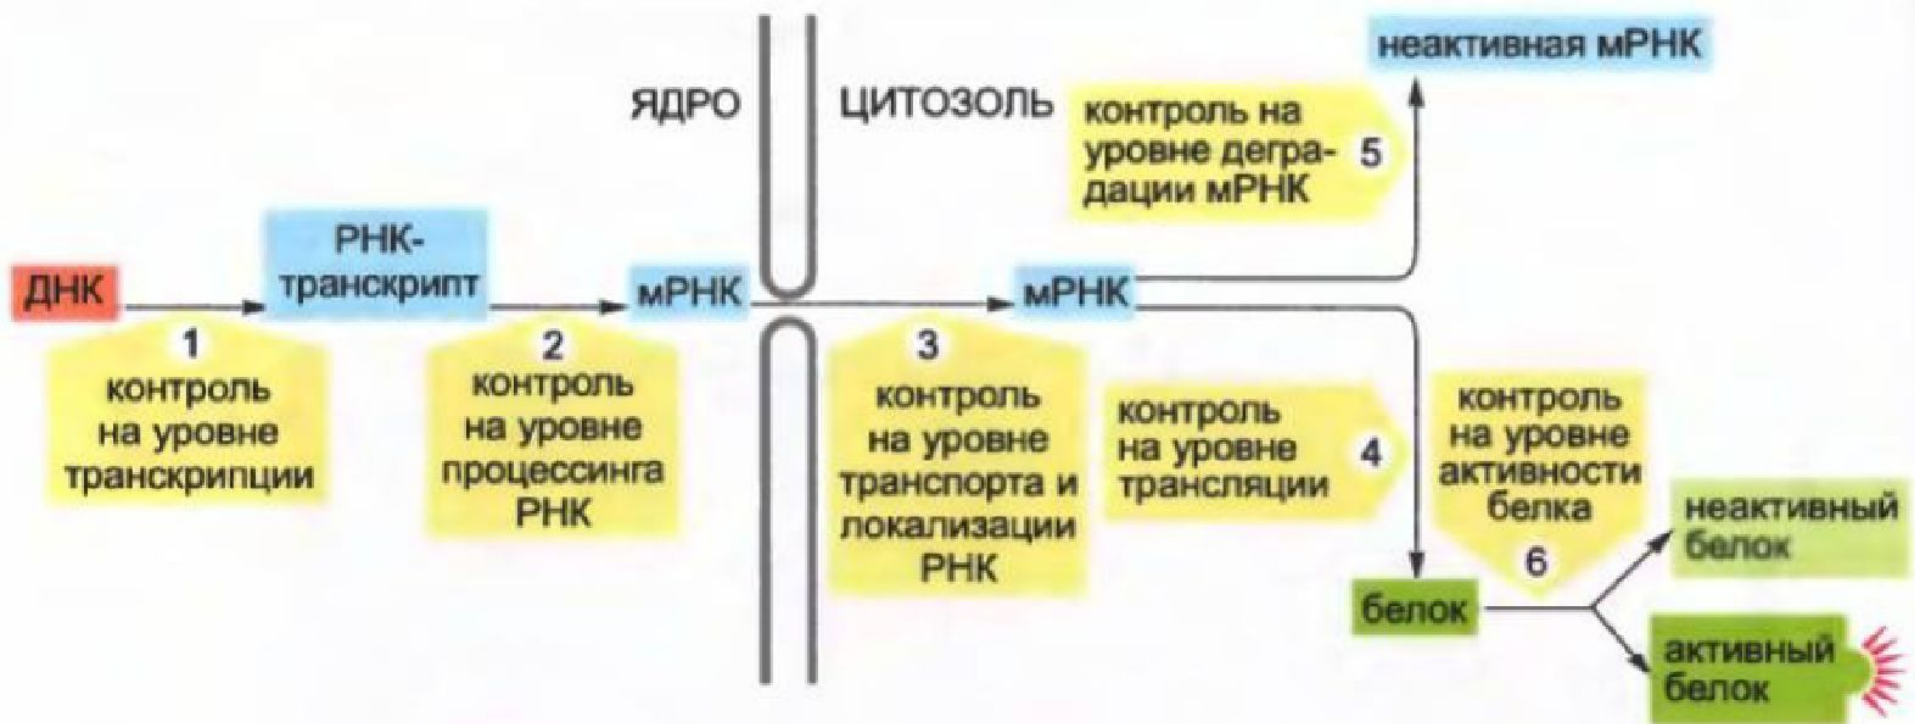 неактивная мРНК
ЯДРО
ЦИТОЗОЛЬ
контроль на
уровне дегра-
дации мРНК
5
РНК-
транскрипт
ДНК
мРНК
мРНК
1
контроль
на уровне
транскрипции
2
контроль
на уровне
процессинга
РНК
3
контроль
на уровне
транспорта и
локализации
РНК
контроль
на уровне
трансляции
4
контроль
на уровне
активности
белка
6
неактивный
белок
белок
активный
белок